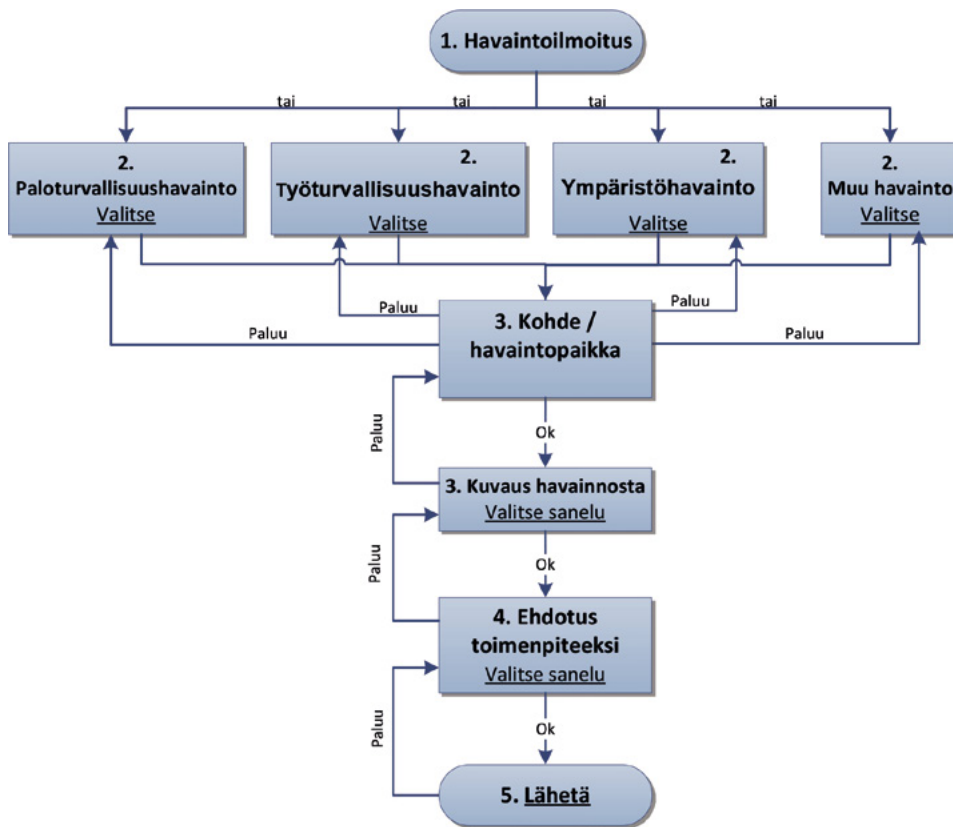 1. Havaintoilmoitus
tai
tai
tai
tai
2.
Paloturvallisuushavainto
Valitse
2.
Työturvallisuushavainto
Valitse
2.
Ympäristöhavainto
Valitse
2.
Muu havainto
Valitse
Paluu
Paluu
Paluu
Paluu
3. Kohde /
havaintopaikka
Paluu
Ok
3. Kuvaus havainnosta
Valitse sanelu
Paluu
Ok
4. Ehdotus
toimenpiteeksi
Valitse sanelu
Paluu
Ok
5. Lähetä